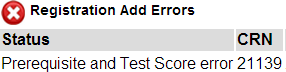 Registration Add Errors
Status CRN
Prerequisite and Test Score error 21139